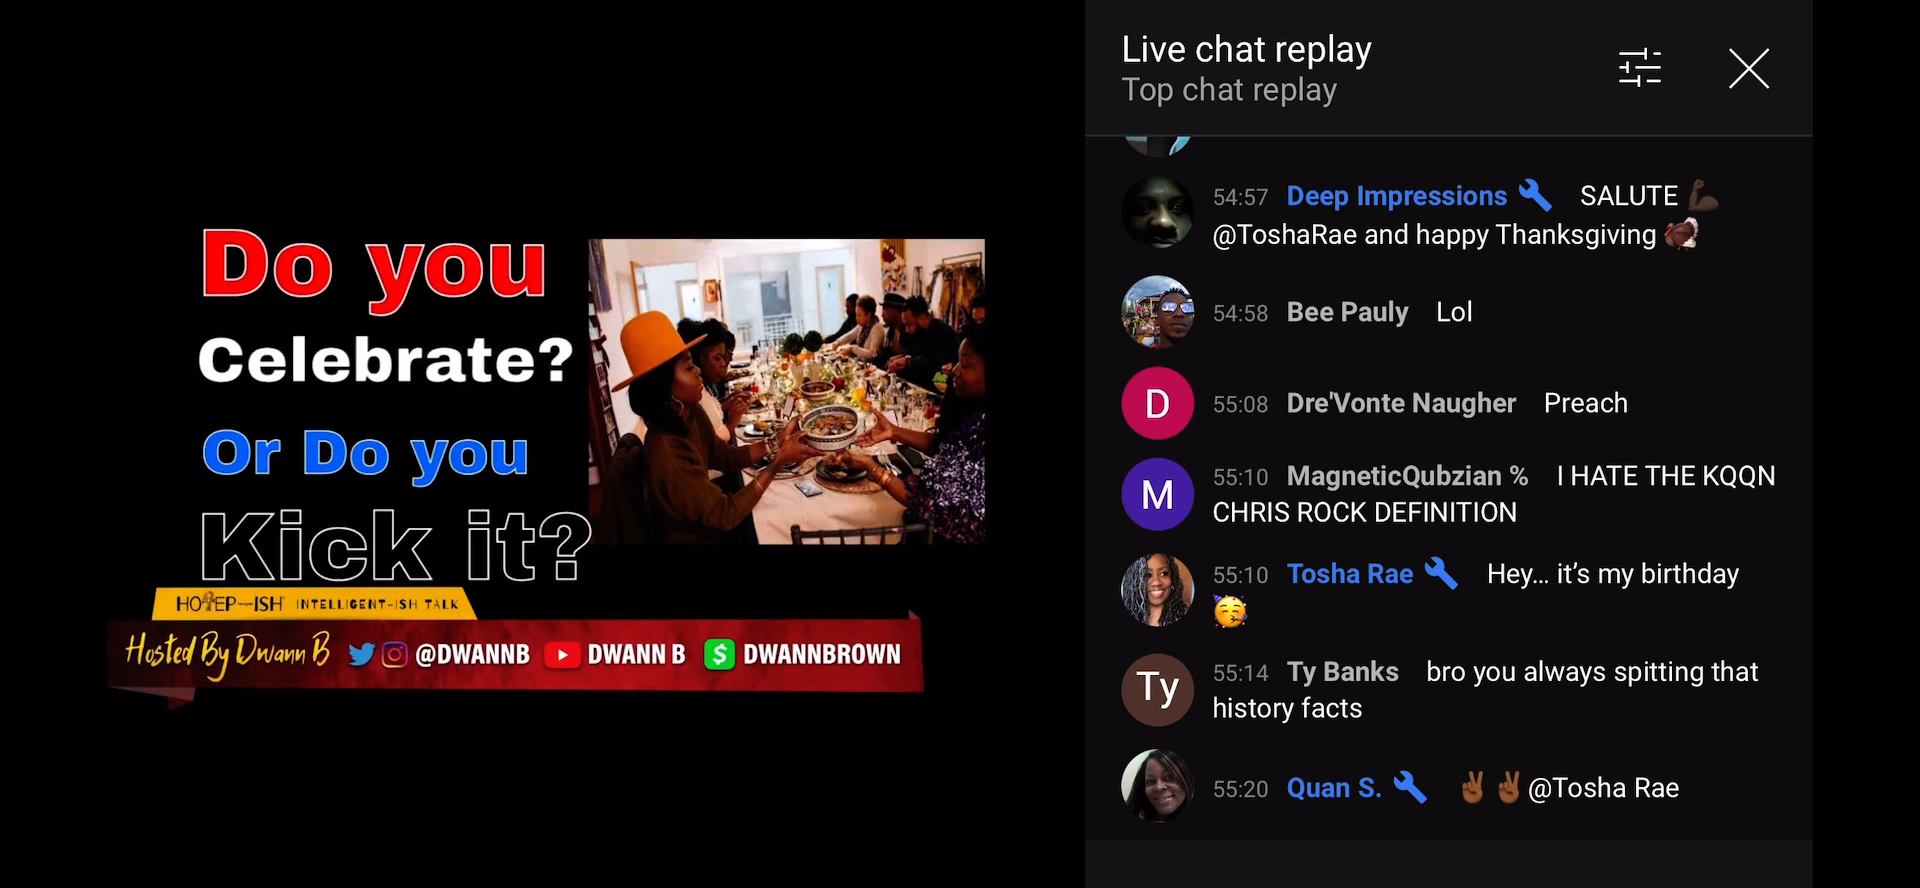 Do you
Celebrate?
Or Do you
Kick it?
HOTEP-ISH INTELLIGENT-ISH TALK
Hosted By Dwann B @DWANNB DWANN B $ DWANNBROWN
Live chat replay
Top chat replay
54:57 Deep Impressions SALUTE 💪🏿
@ToshaRae and happy Thanksgiving 🦃
54:58 Bee Pauly Lol
D 55:08 Dre'Vonte Naugher Preach
M 55:10 MagneticQubzian % I HATE THE KQQN
CHRIS ROCK DEFINITION
55:10 Tosha Rae Hey... it’s my birthday
🥳
Ty 55:14 Ty Banks bro you always spitting that
history facts
55:20 Quan S. ✌🏾✌🏾@Tosha Rae